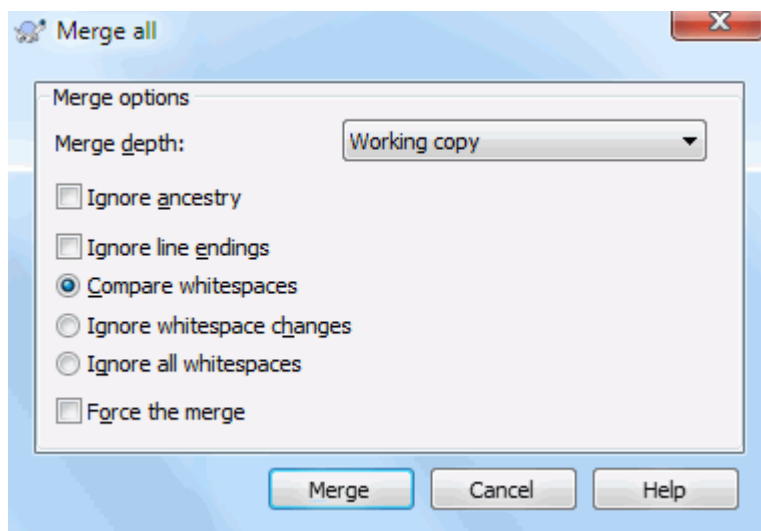 Merge all
Merge options
Merge depth: Working copy
Ignore ancestry
Ignore line endings
Compare whitespaces
Ignore whitespace changes
Ignore all whitespaces
Force the merge
Merge Cancel Help